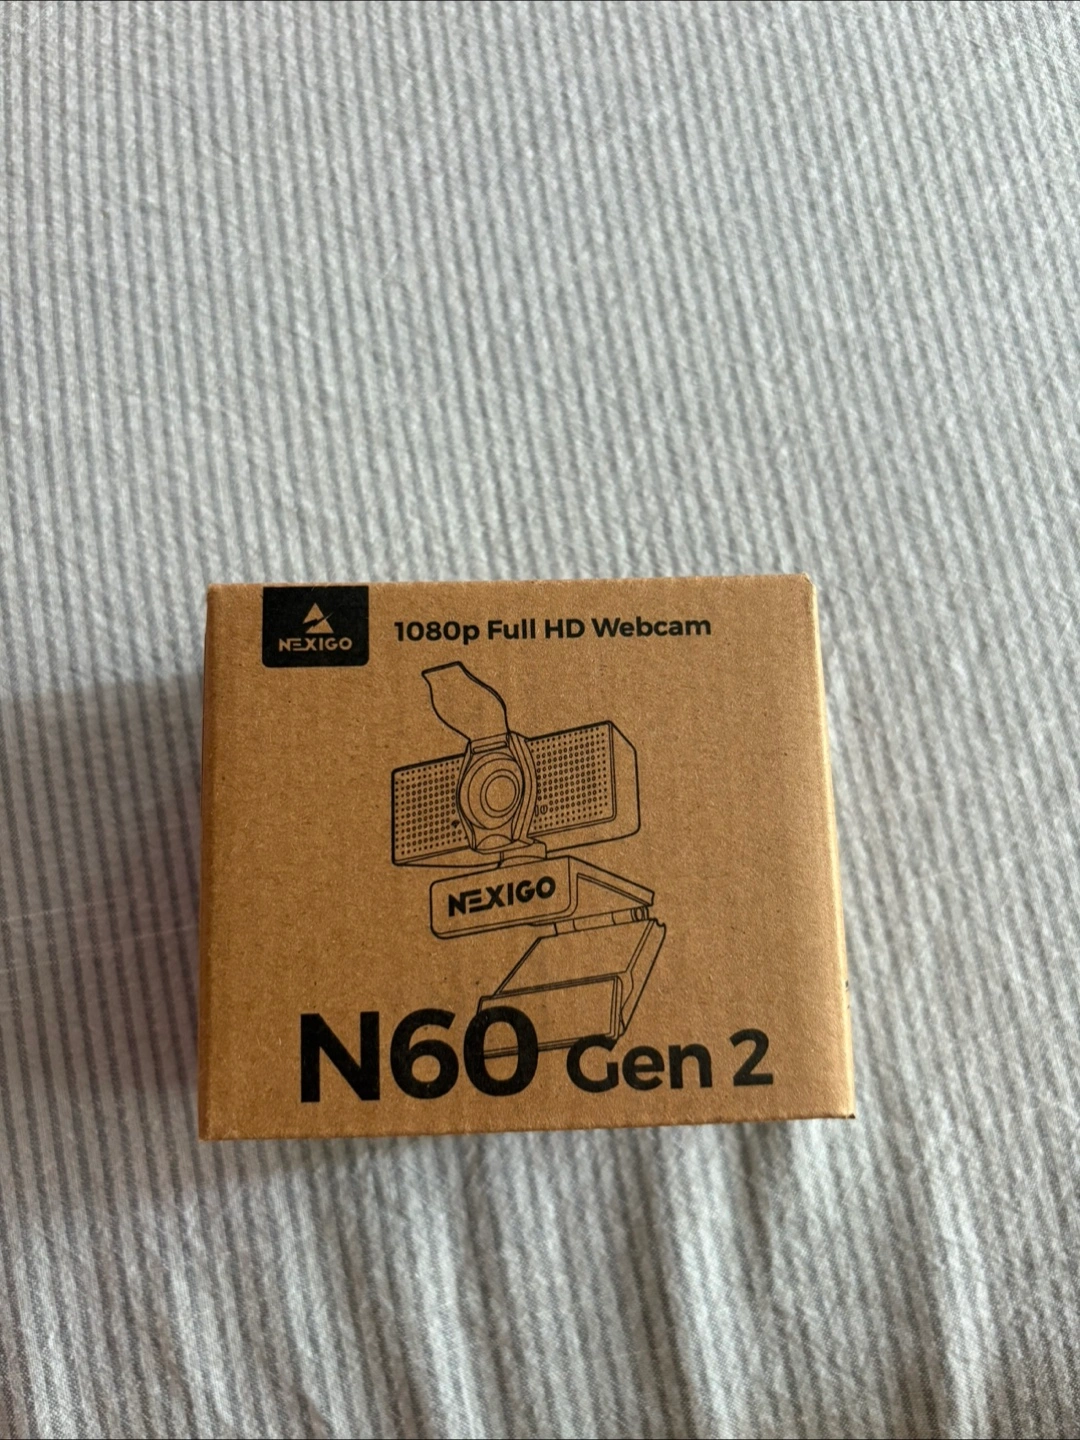 NEXIGO
1080p Full HD Webcam
NEXIGO
N60 Gen 2